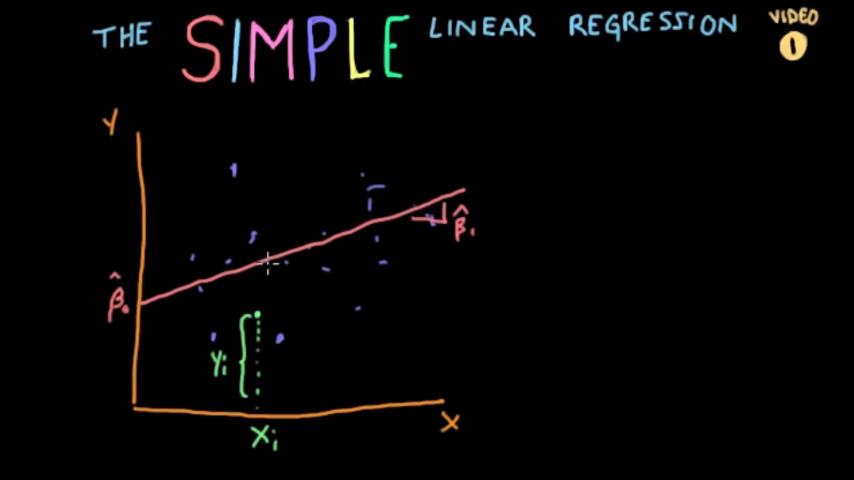 THE SIMPLE LINEAR REGRESSION
VIDEO
1
Y
β̂₁
β̂₀
Yi
Xi
X